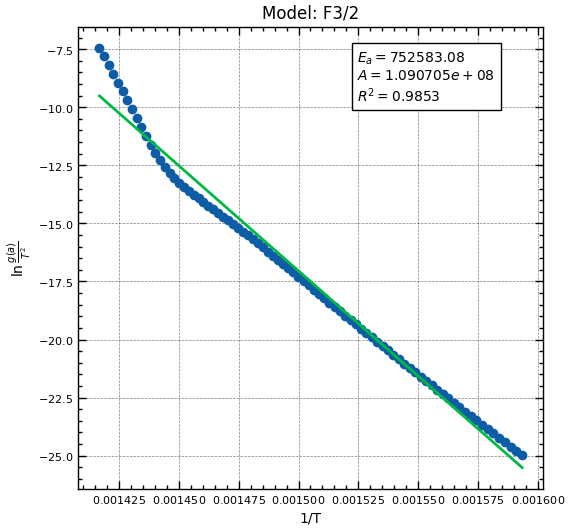 Model: F3/2
E_a = 752583.08
A = 1.090705e + 08
R^2 = 0.9853
−7.5
−10.0
−12.5
−15.0
−17.5
−20.0
−22.5
−25.0
ln g(a)/T^2
0.001425 0.001450 0.001475 0.001500 0.001525 0.001550 0.001575 0.001600
1/T